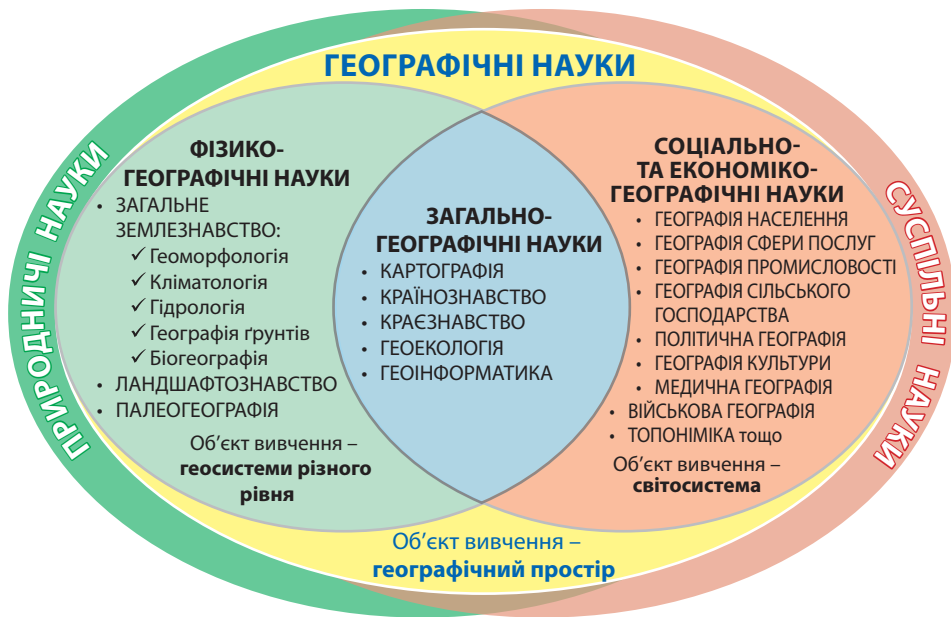 ГЕОГРАФІЧНІ НАУКИ
ПРИРОДНИЧІ НАУКИ
ФІЗИКО-
ГЕОГРАФІЧНІ НАУКИ
• ЗАГАЛЬНЕ
ЗЕМЛЕЗНАВСТВО:
✓ Геоморфологія
✓ Кліматологія
✓ Гідрологія
✓ Географія ґрунтів
✓ Біогеографія
• ЛАНДШАФТОЗНАВСТВО
• ПАЛЕОГЕОГРАФІЯ
Об'єкт вивчення –
геосистеми різного
рівня
ЗАГАЛЬНО-
ГЕОГРАФІЧНІ НАУКИ
• КАРТОГРАФІЯ
• КРАЇНОЗНАВСТВО
• КРАЄЗНАВСТВО
• ГЕОЕКОЛОГІЯ
• ГЕОІНФОРМАТИКА
СОЦІАЛЬНО-
ТА ЕКОНОМІКО-
ГЕОГРАФІЧНІ НАУКИ
• ГЕОГРАФІЯ НАСЕЛЕННЯ
• ГЕОГРАФІЯ СФЕРИ ПОСЛУГ
• ГЕОГРАФІЯ ПРОМИСЛОВОСТІ
• ГЕОГРАФІЯ СІЛЬСЬКОГО
ГОСПОДАРСТВА
• ПОЛІТИЧНА ГЕОГРАФІЯ
• ГЕОГРАФІЯ КУЛЬТУРИ
• МЕДИЧНА ГЕОГРАФІЯ
• ВІЙСЬКОВА ГЕОГРАФІЯ
• ТОПОНІМІКА тощо
Об'єкт вивчення –
світосистема
СУСПІЛЬНІ НАУКИ
Об'єкт вивчення –
географічний простір